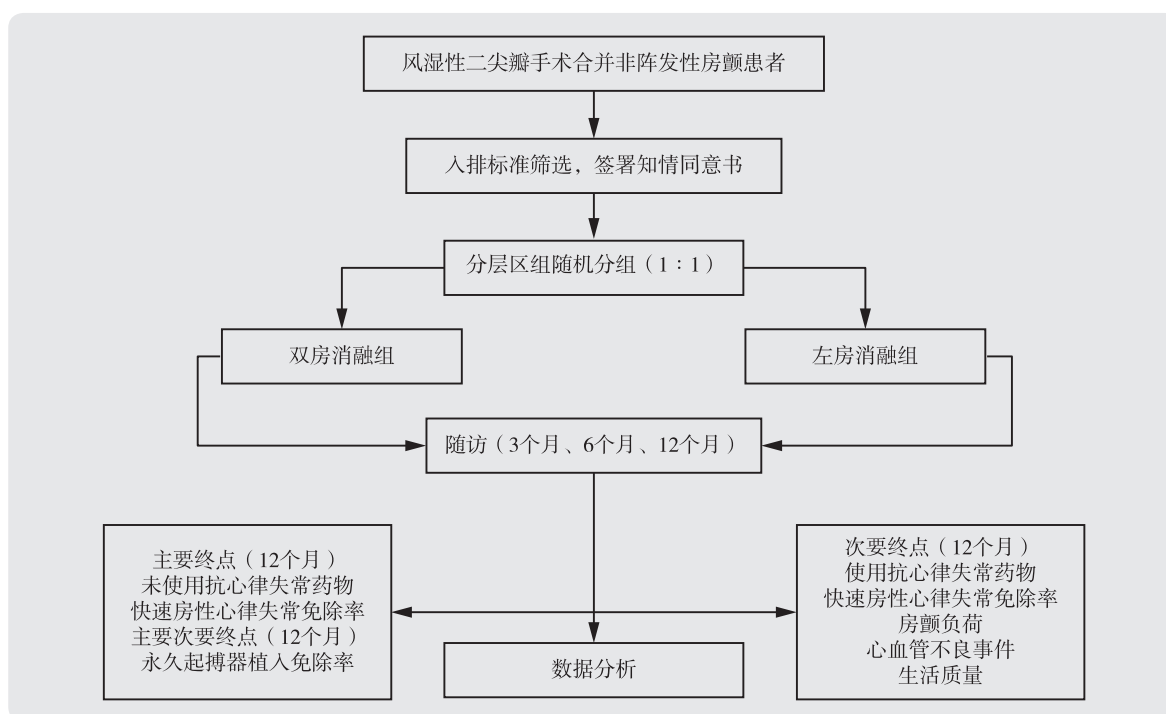 风湿性二尖瓣手术合并非阵发性房颤患者
入排标准筛选，签署知情同意书
分层区组随机分组（1∶1）
双房消融组
左房消融组
随访（3个月、6个月、12个月）
主要终点（12个月）
未使用抗心律失常药物
快速房性心律失常免除率
主要次要终点（12个月）
永久起搏器植入免除率
次要终点（12个月）
使用抗心律失常药物
快速房性心律失常免除率
房颤负荷
心血管不良事件
生活质量
数据分析